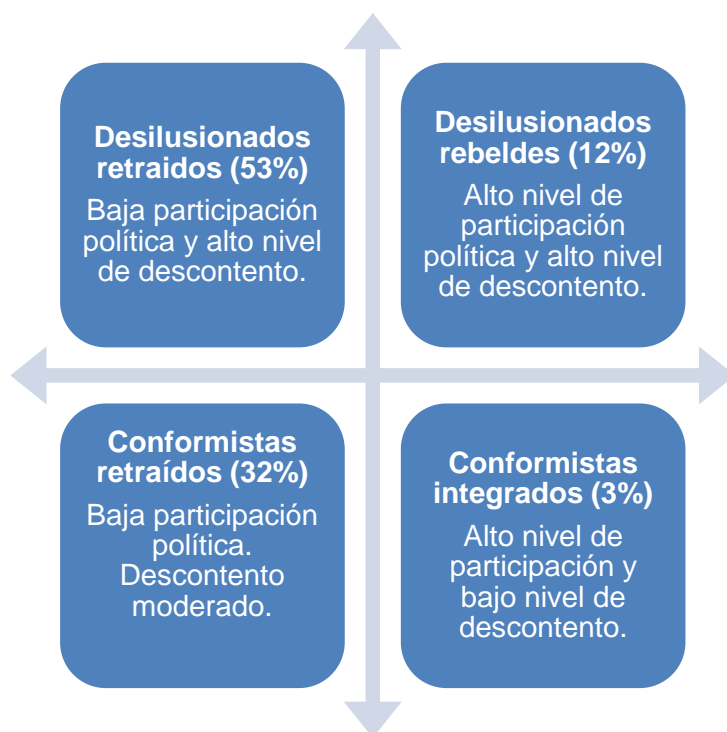 Desilusionados
retraidos (53%)
Baja participación
política y alto nivel
de descontento.
Desilusionados
rebeldes (12%)
Alto nivel de
participación
política y alto nivel
de descontento.
Conformistas
retraídos (32%)
Baja participación
política.
Descontento
moderado.
Conformistas
integrados (3%)
Alto nivel de
participación y
bajo nivel de
descontento.